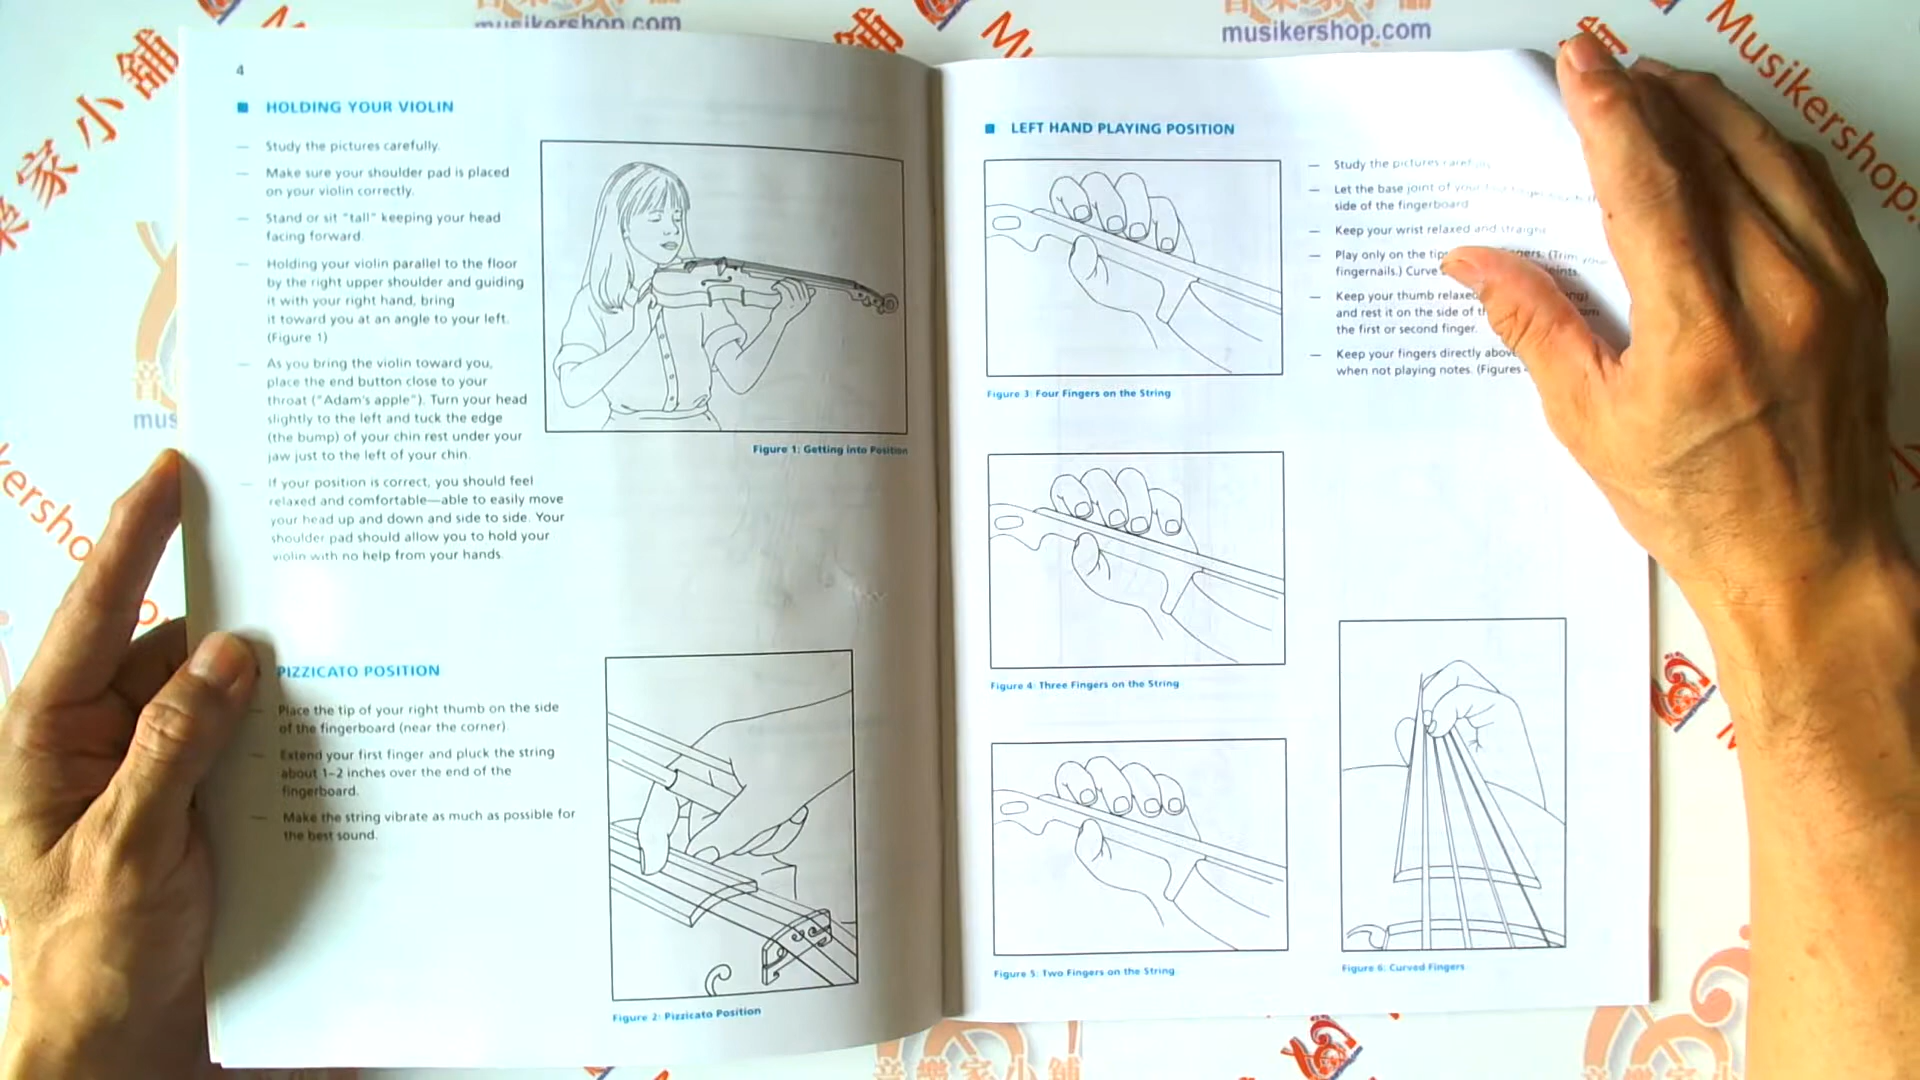 musikershop.com
musikershop.com
Musikershop.
音樂家小舖
4
HOLDING YOUR VIOLIN
— Study the pictures carefully.
— Make sure your shoulder pad is placed
on your violin correctly.
— Stand or sit "tall" keeping your head
facing forward.
— Holding your violin parallel to the floor
by the right upper shoulder and guiding
it with your right hand, bring
it toward you at an angle to your left.
(Figure 1)
— As you bring the violin toward you,
place the end button close to your
throat ("Adam's apple"). Turn your head
slightly to the left and tuck the edge
(the bump) of your chin rest under your
jaw just to the left of your chin.
— If your position is correct, you should feel
relaxed and comfortable—able to easily move
your head up and down and side to side. Your
shoulder pad should allow you to hold your
violin with no help from your hands.
Figure 1: Getting into Position
PIZZICATO POSITION
— Place the tip of your right thumb on the side
of the fingerboard (near the corner).
— Extend your first finger and pluck the string
about 1–2 inches over the end of the
fingerboard.
— Make the string vibrate as much as possible for
the best sound.
Figure 2: Pizzicato Position
LEFT HAND PLAYING POSITION
Figure 3: Four Fingers on the String
Figure 4: Three Fingers on the String
Figure 5: Two Fingers on the String
— Study the pictures
— Let the base joint of your
side of the fingerboard.
— Keep your wrist relaxed and straight
— Play only on the tips (Trim your
fingernails.) Curve
— Keep your thumb relaxed
and rest it on the side of
the first or second finger.
— Keep your fingers directly above
when not playing notes. (Figures
Figure 6: Curved Fingers
音樂家小舖